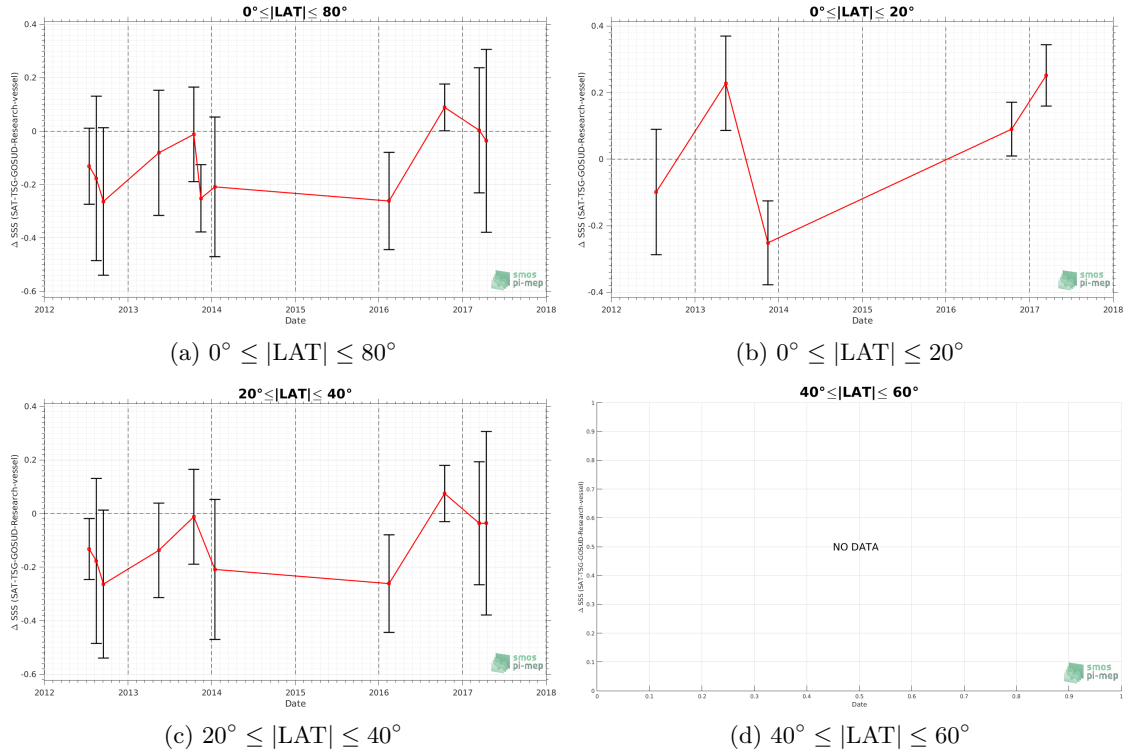 0°≤|LAT|≤ 80°
0.4
0.2
0
-0.2
-0.4
-0.6
Δ SSS (SAT-TSG-GOSUD-Research-vessel)
2012 2013 2014 2015 2016 2017 2018
Date
smos
pi-mep
(a) 0° ≤ |LAT| ≤ 80°
0°≤|LAT|≤ 20°
0.4
0.2
0
-0.2
-0.4
Δ SSS (SAT-TSG-GOSUD-Research-vessel)
2012 2013 2014 2015 2016 2017 2018
Date
smos
pi-mep
(b) 0° ≤ |LAT| ≤ 20°
20°≤|LAT|≤ 40°
0.4
0.2
0
-0.2
-0.4
-0.6
Δ SSS (SAT-TSG-GOSUD-Research-vessel)
2012 2013 2014 2015 2016 2017 2018
Date
smos
pi-mep
(c) 20° ≤ |LAT| ≤ 40°
40°≤|LAT|≤ 60°
1
0.9
0.8
0.7
0.6
0.5
0.4
0.3
0.2
0.1
0
Δ SSS (SAT-TSG-GOSUD-Research-vessel)
NO DATA
0 0.1 0.2 0.3 0.4 0.5 0.6 0.7 0.8 0.9 1
Date
smos
pi-mep
(d) 40° ≤ |LAT| ≤ 60°